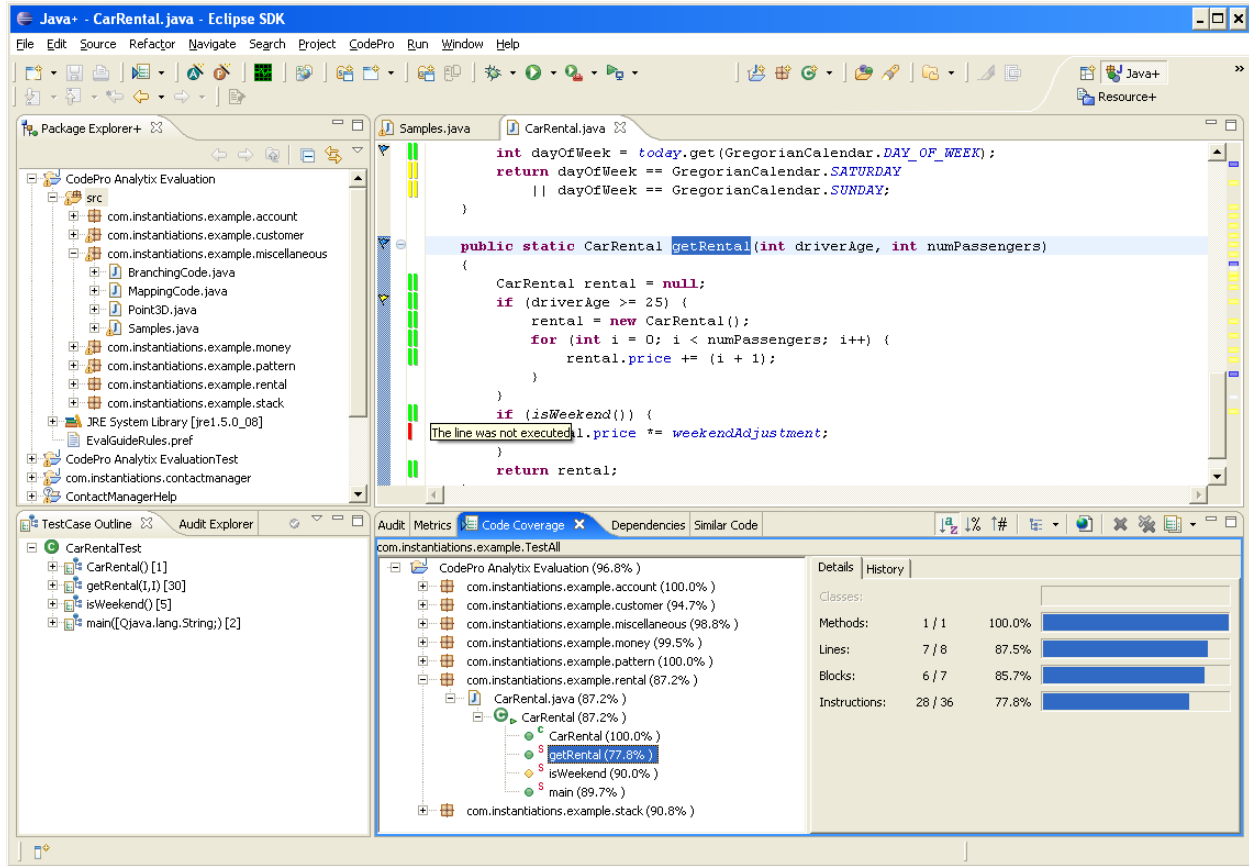 Java+ - CarRental.java - Eclipse SDK
File Edit Source Refactor Navigate Search Project CodePro Run Window Help
Java+
»
Resource+
Package Explorer+
CodePro Analytix Evaluation
src
com.instantiations.example.account
com.instantiations.example.customer
com.instantiations.example.miscellaneous
BranchingCode.java
MappingCode.java
Point3D.java
Samples.java
com.instantiations.example.money
com.instantiations.example.pattern
com.instantiations.example.rental
com.instantiations.example.stack
JRE System Library [jre1.5.0_08]
EvalGuideRules.pref
CodePro Analytix EvaluationTest
com.instantiations.contactmanager
ContactManagerHelp
Samples.java CarRental.java
int dayOfWeek = today.get(GregorianCalendar.DAY_OF_WEEK);
return dayOfWeek == GregorianCalendar.SATURDAY
|| dayOfWeek == GregorianCalendar.SUNDAY;
}
public static CarRental getRental(int driverAge, int numPassengers)
{
CarRental rental = null;
if (driverAge >= 25) {
rental = new CarRental();
for (int i = 0; i < numPassengers; i++) {
rental.price += (i + 1);
}
}
if (isWeekend()) {
The line was not executed
l.price *= weekendAdjustment;
}
return rental;
TestCase Outline Audit Explorer
CarRentalTest
CarRental() [1]
getRental(I,I) [30]
isWeekend() [5]
main([Qjava.lang.String;) [2]
Audit Metrics Code Coverage Dependencies Similar Code
com.instantiations.example.TestAll
CodePro Analytix Evaluation (96.8% )
com.instantiations.example.account (100.0% )
com.instantiations.example.customer (94.7% )
com.instantiations.example.miscellaneous (98.8% )
com.instantiations.example.money (99.5% )
com.instantiations.example.pattern (100.0% )
com.instantiations.example.rental (87.2% )
CarRental.java (87.2% )
CarRental (87.2% )
CarRental (100.0% )
getRental (77.8% )
isWeekend (90.0% )
main (89.7% )
com.instantiations.example.stack (90.8% )
Details History
Classes:
Methods: 1 / 1 100.0%
Lines: 7 / 8 87.5%
Blocks: 6 / 7 85.7%
Instructions: 28 / 36 77.8%